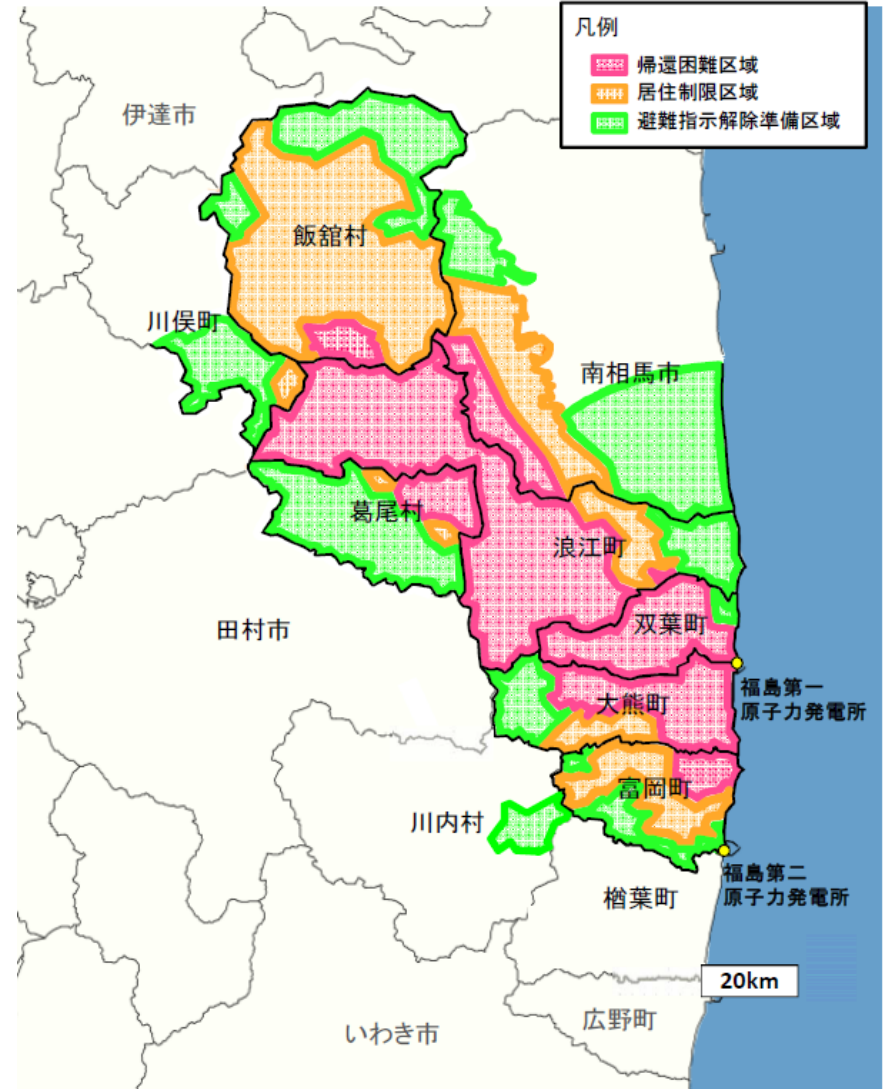 凡例
帰還困難区域
居住制限区域
避難指示解除準備区域
伊達市
飯舘村
川俣町
南相馬市
葛尾村
浪江町
田村市
双葉町
福島第一
原子力発電所
大熊町
富岡町
川内村
福島第二
原子力発電所
楢葉町
20km
広野町
いわき市